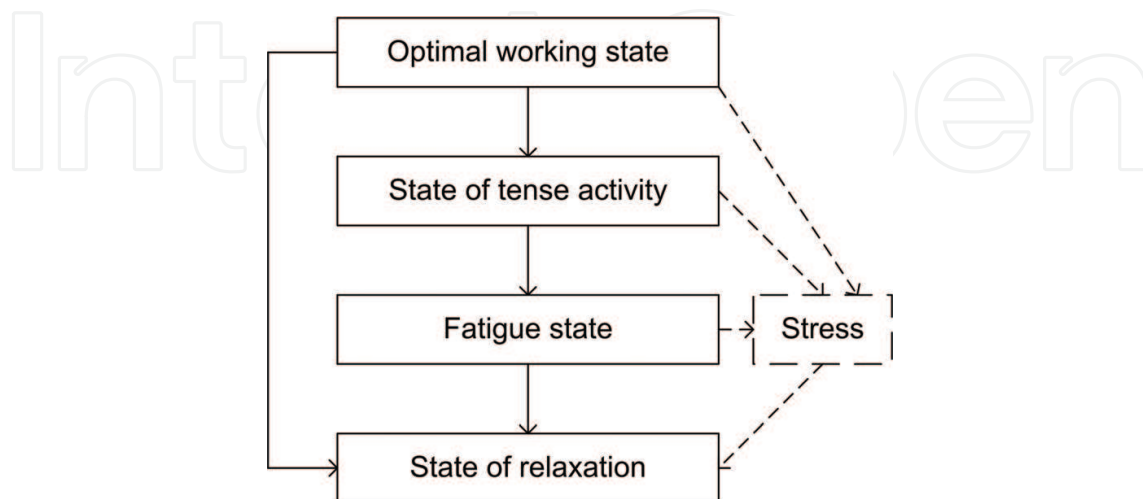 Optimal working state
State of tense activity
Fatigue state
Stress
State of relaxation